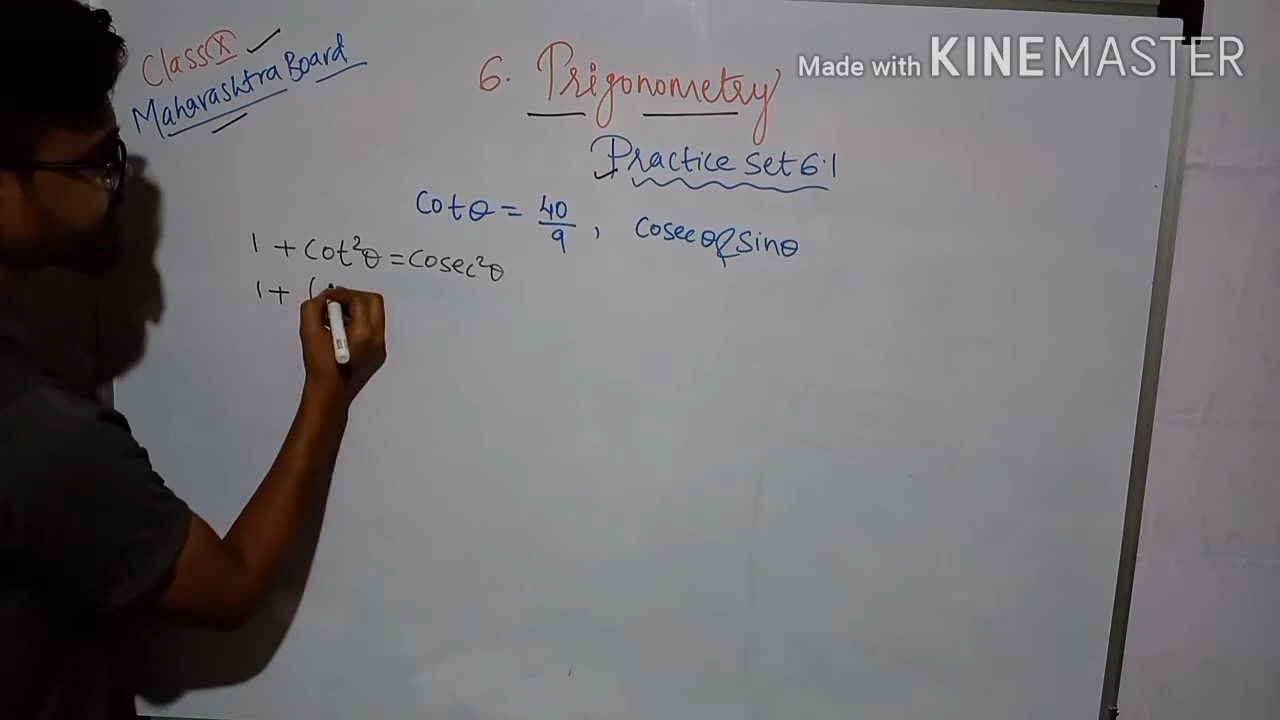 Class X ✓
Maharashtra Board
Made with KINEMASTER
6. Trigonometry
Practice Set 6.1
Cotθ = 40/9 , Cosecθ & Sinθ
1 + Cot²θ = Cosec²θ
1 + (